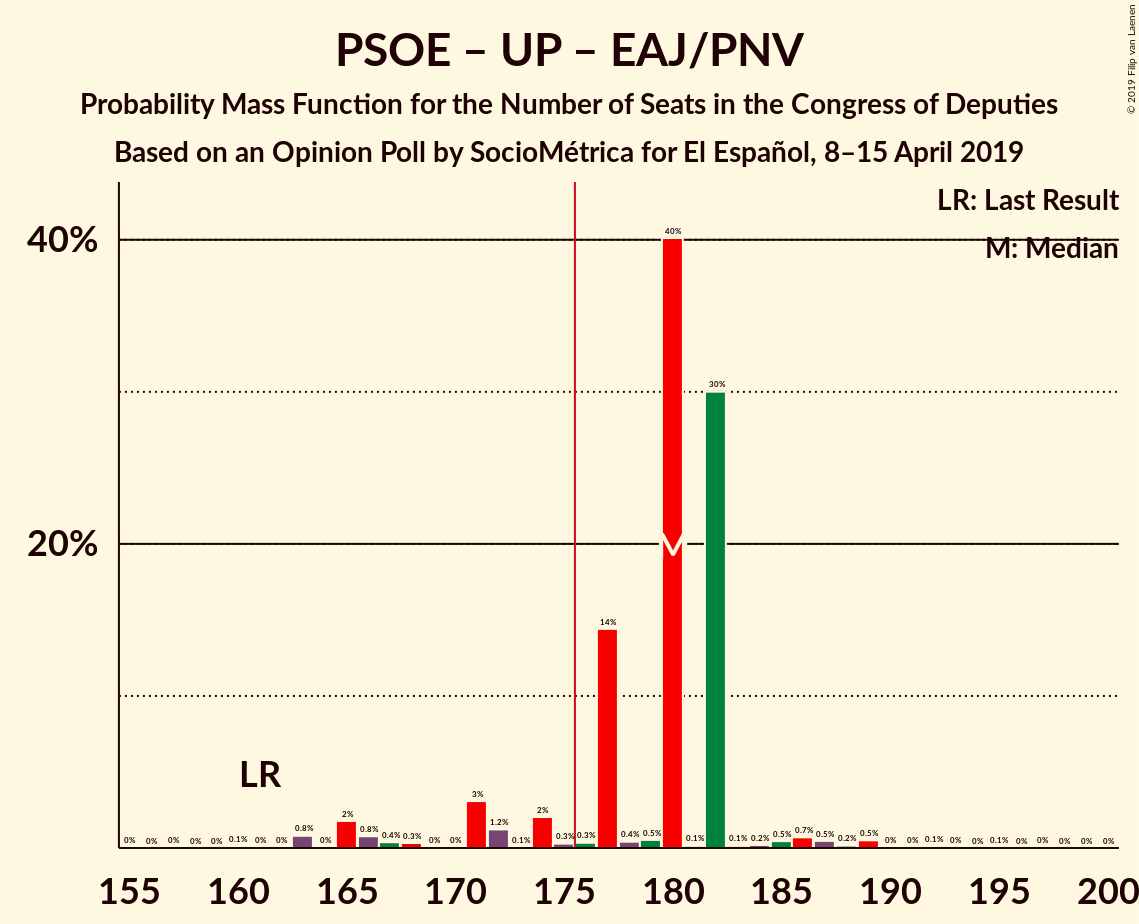 PSOE – UP – EAJ/PNV
Probability Mass Function for the Number of Seats in the Congress of Deputies
Based on an Opinion Poll by SocioMétrica for El Español, 8–15 April 2019
© 2019 Filip van Laenen
LR: Last Result
M: Median
40%
20%
LR
M
0% 0% 0% 0% 0% 0.1% 0% 0% 0.8% 0% 2% 0.8% 0.4% 0.3% 0% 0% 3% 1.2% 0.1% 2% 0.3% 0.3% 14% 0.4% 0.5% 40% 0.1% 30% 0.1% 0.2% 0.5% 0.7% 0.5% 0.2% 0.5% 0% 0% 0.1% 0% 0% 0.1% 0% 0% 0% 0% 0%
155 160 165 170 175 180 185 190 195 200